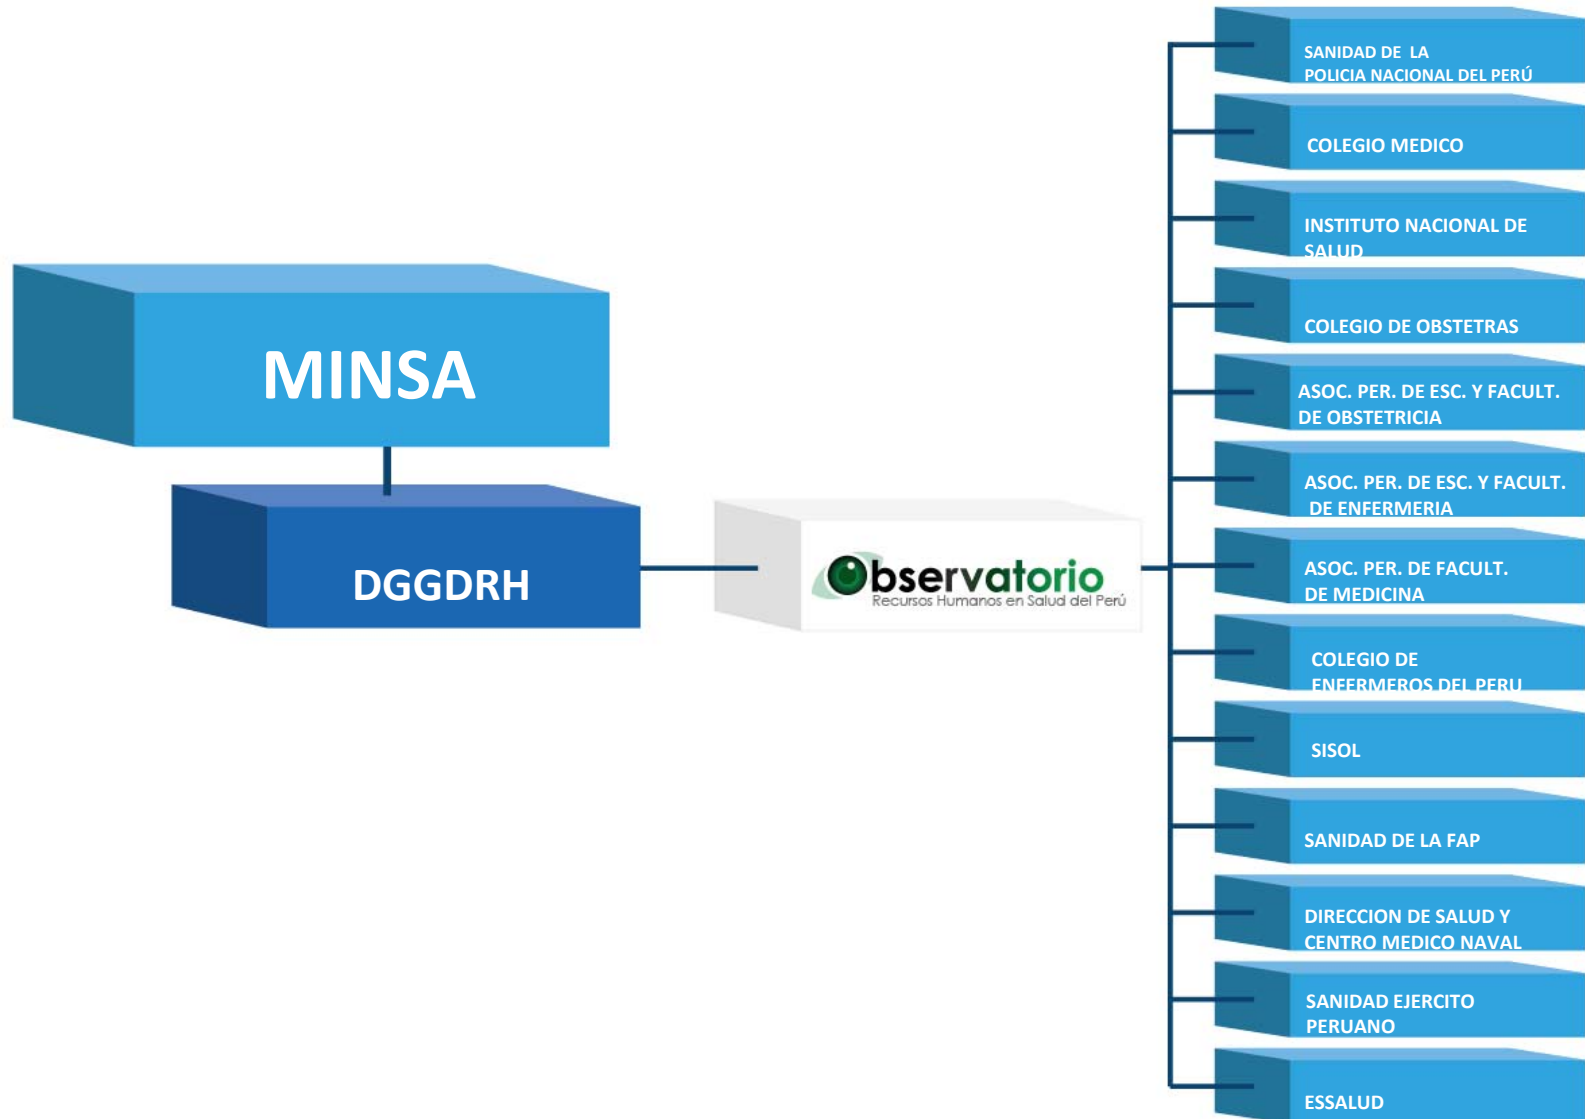 MINSA
DGGDRH
Observatorio
Recursos Humanos en Salud del Perú
SANIDAD DE LA
POLICIA NACIONAL DEL PERÚ
COLEGIO MEDICO
INSTITUTO NACIONAL DE
SALUD
COLEGIO DE OBSTETRAS
ASOC. PER. DE ESC. Y FACULT.
DE OBSTETRICIA
ASOC. PER. DE ESC. Y FACULT.
DE ENFERMERIA
ASOC. PER. DE FACULT.
DE MEDICINA
COLEGIO DE
ENFERMEROS DEL PERU
SISOL
SANIDAD DE LA FAP
DIRECCION DE SALUD Y
CENTRO MEDICO NAVAL
SANIDAD EJERCITO
PERUANO
ESSALUD